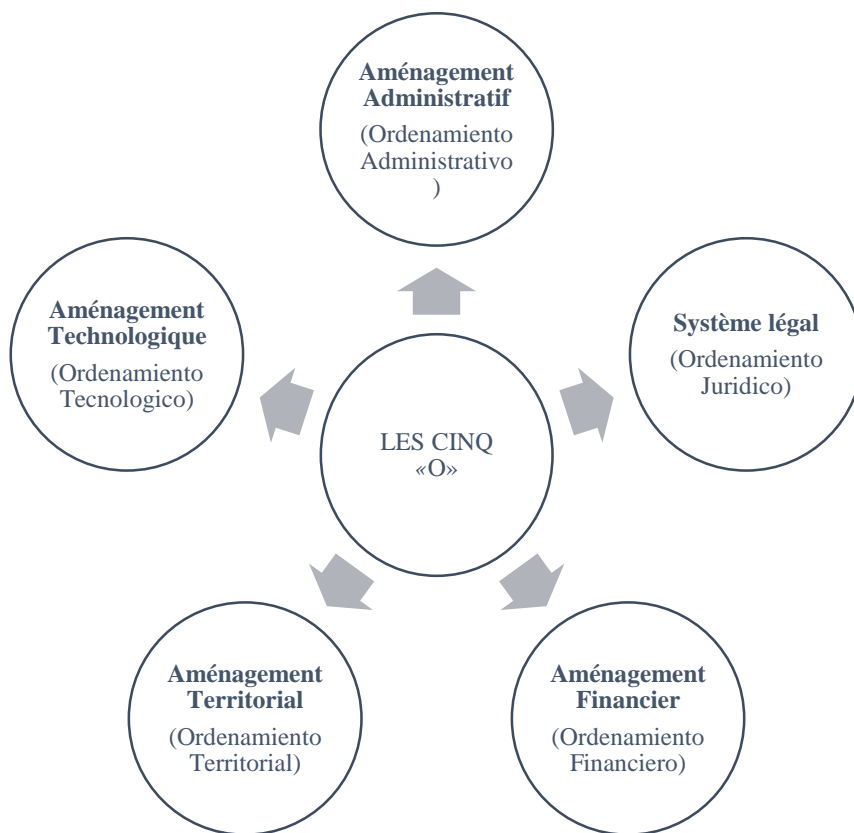 Aménagement
Administratif
(Ordenamiento
Administrativo
)
Aménagement
Technologique
(Ordenamiento
Tecnologico)
Système légal
(Ordenamiento
Juridico)
LES CINQ
«O»
Aménagement
Territorial
(Ordenamiento
Territorial)
Aménagement
Financier
(Ordenamiento
Financiero)